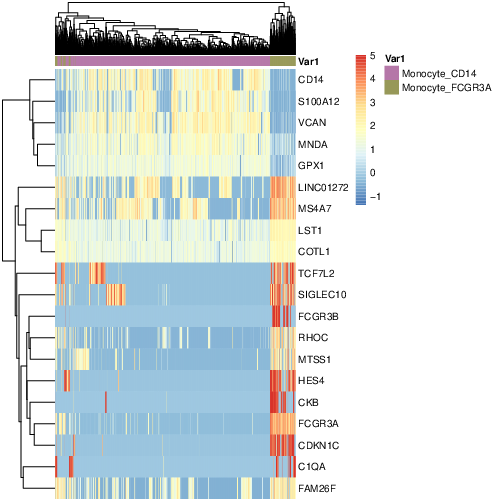 Var1
CD14
S100A12
VCAN
MNDA
GPX1
LINC01272
MS4A7
LST1
COTL1
TCF7L2
SIGLEC10
FCGR3B
RHOC
MTSS1
HES4
CKB
FCGR3A
CDKN1C
C1QA
FAM26F
5
4
3
2
1
0
−1
Var1
Monocyte_CD14
Monocyte_FCGR3A